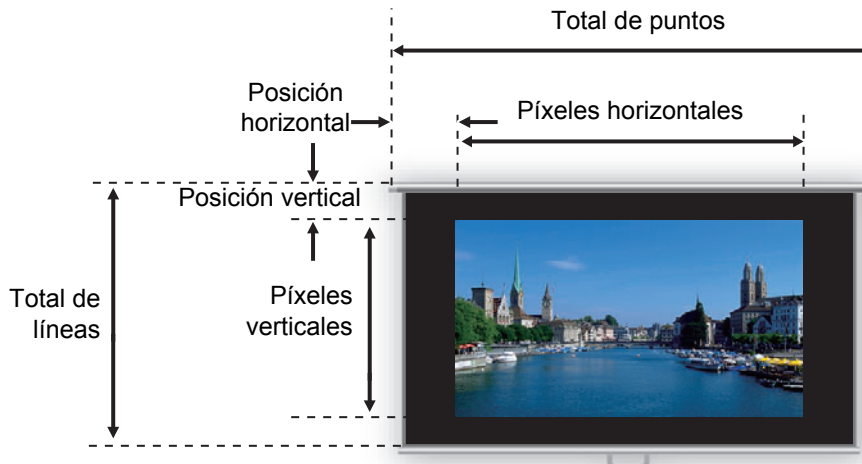 Total de puntos
Posición
horizontal
Píxeles horizontales
Posición vertical
Total de
líneas
Píxeles
verticales